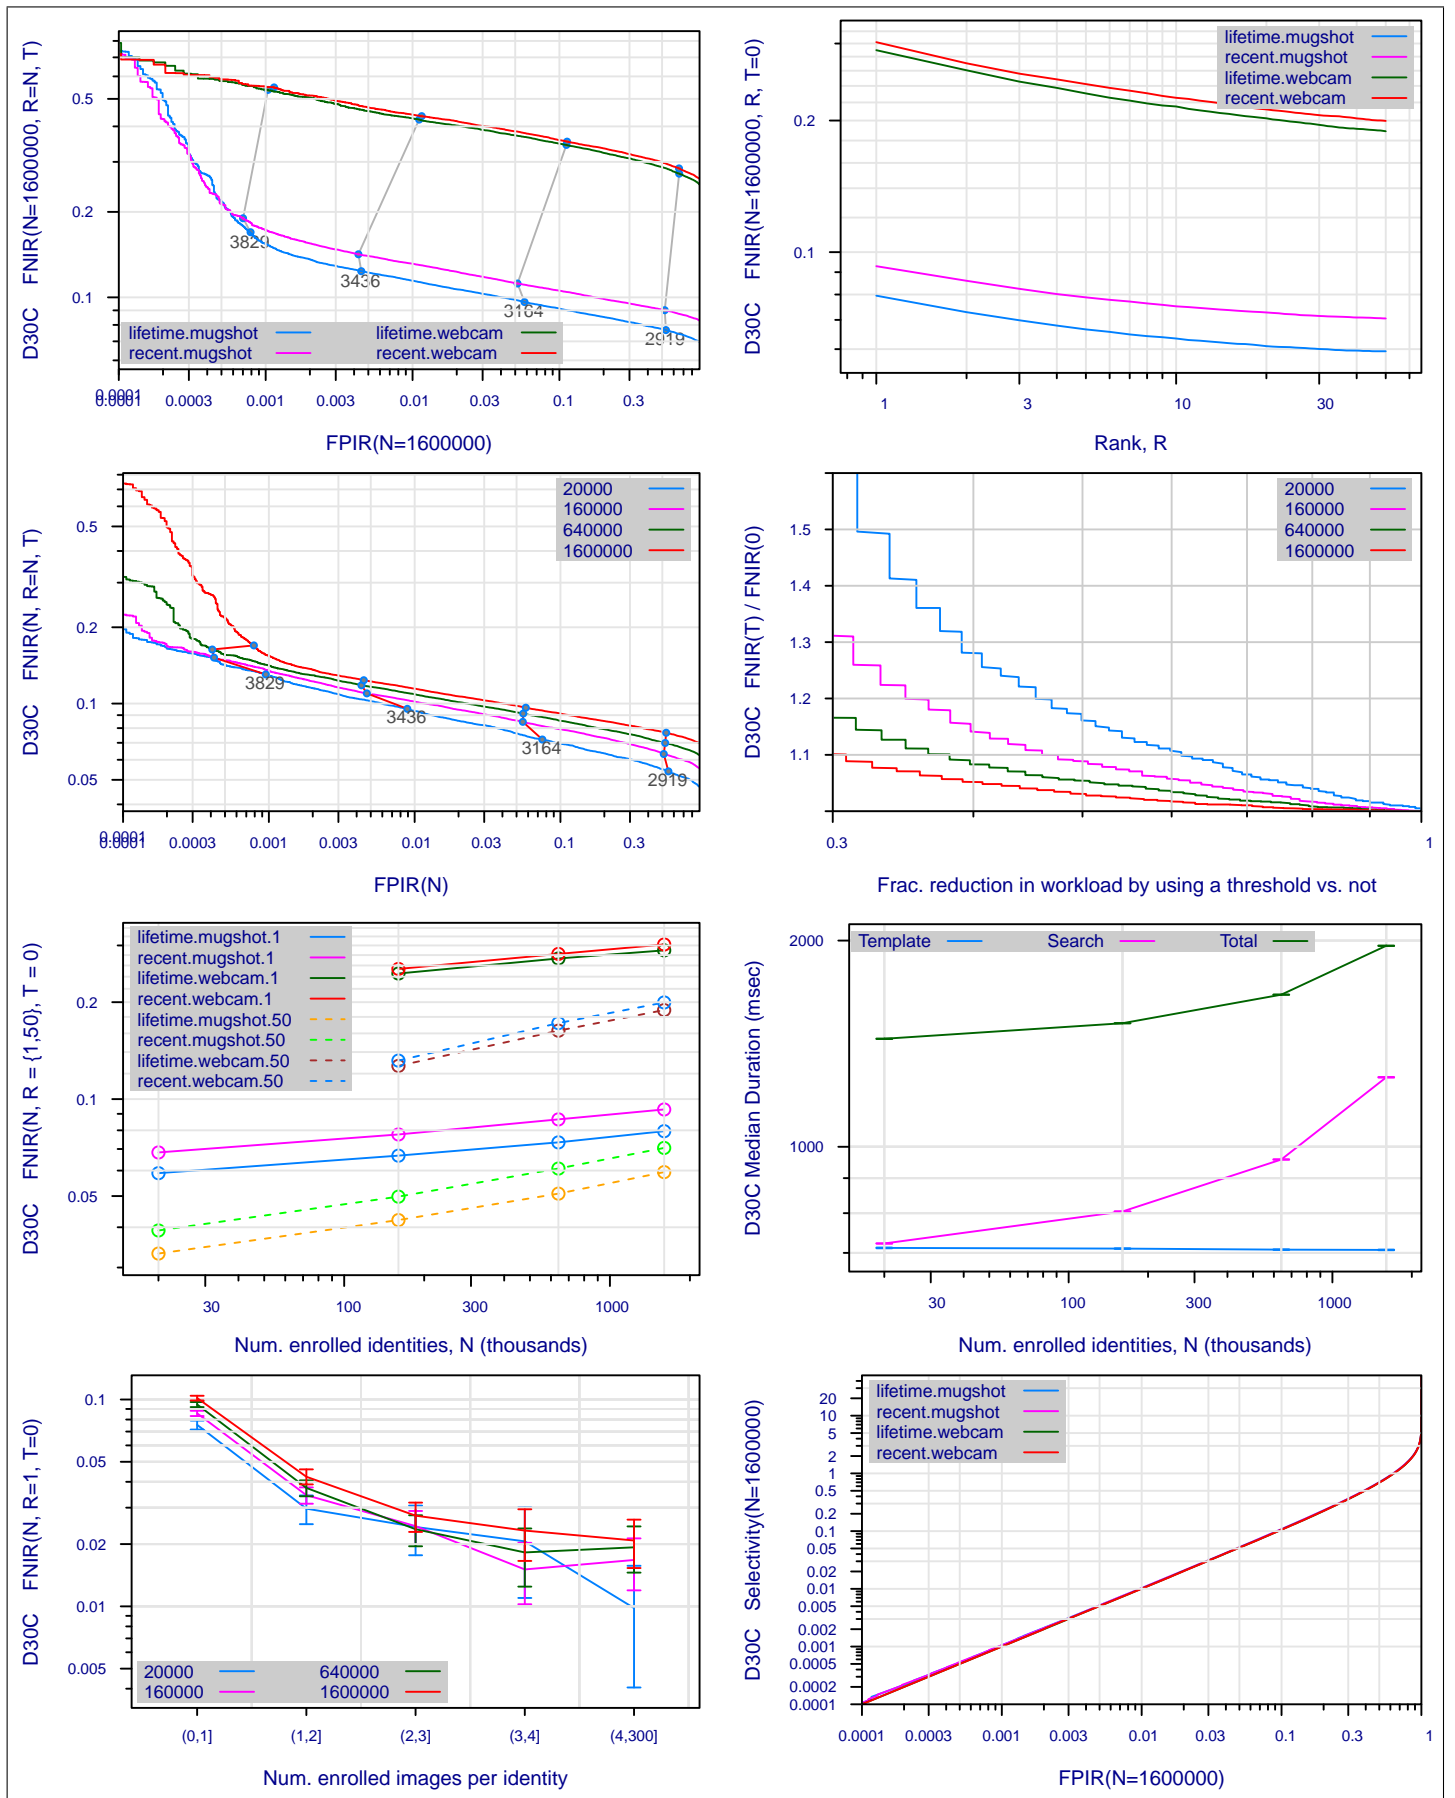 D30C FNIR(N=1600000, R=N, T)
0.5
0.2
0.1
3829
3436
3164
2919
lifetime.mugshot
recent.mugshot
lifetime.webcam
recent.webcam
0.0001
0.0001 0.0003 0.001 0.003 0.01 0.03 0.1 0.3
FPIR(N=1600000)
D30C FNIR(N=1600000, R, T=0)
0.2
0.1
lifetime.mugshot
recent.mugshot
lifetime.webcam
recent.webcam
1 3 10 30
Rank, R
D30C FNIR(N, R=N, T)
0.5
0.2
0.1
0.05
20000
160000
640000
1600000
3829
3436
3164
2919
0.0001
0.0001 0.0003 0.001 0.003 0.01 0.03 0.1 0.3
FPIR(N)
D30C FNIR(T) / FNIR(0)
1.5
1.4
1.3
1.2
1.1
20000
160000
640000
1600000
0.3 1
Frac. reduction in workload by using a threshold vs. not
D30C FNIR(N, R = {1,50}, T = 0)
0.2
0.1
0.05
lifetime.mugshot.1
recent.mugshot.1
lifetime.webcam.1
recent.webcam.1
lifetime.mugshot.50
recent.mugshot.50
lifetime.webcam.50
recent.webcam.50
30 100 300 1000
Num. enrolled identities, N (thousands)
D30C Median Duration (msec)
2000
1000
Template Search Total
30 100 300 1000
Num. enrolled identities, N (thousands)
D30C FNIR(N, R=1, T=0)
0.1
0.05
0.02
0.01
0.005
20000 640000
160000 1600000
(0,1] (1,2] (2,3] (3,4] (4,300]
Num. enrolled images per identity
D30C Selectivity(N=1600000)
20
10
5
2
1
0.5
0.2
0.1
0.05
0.02
0.01
0.005
0.002
0.001
0.0005
0.0002
0.0001
lifetime.mugshot
recent.mugshot
lifetime.webcam
recent.webcam
0.0001 0.0003 0.001 0.003 0.01 0.03 0.1 0.3 1
FPIR(N=1600000)